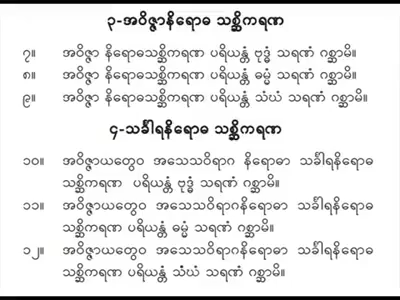 ၃-အဝိဇ္ဇာနိရောဓ သစ္ဆိကရဏ
၇။ အဝိဇ္ဇာ နိရောဓသစ္ဆိကရဏ ပရိယန္တံ ဗုဒ္ဓံ သရဏံ ဂစ္ဆာမိ။
၈။ အဝိဇ္ဇာ နိရောဓသစ္ဆိကရဏ ပရိယန္တံ ဓမ္မံ သရဏံ ဂစ္ဆာမိ။
၉။ အဝိဇ္ဇာ နိရောဓသစ္ဆိကရဏ ပရိယန္တံ သံဃံ သရဏံ ဂစ္ဆာမိ။
၄-သင်္ခါရနိရောဓ သစ္ဆိကရဏ
၁၀။ အဝိဇ္ဇာယတွေဝ အသေသဝိရာဂ နိရောဓာ သင်္ခါရနိရောဓ
သစ္ဆိကရဏ ပရိယန္တံ ဗုဒ္ဓံ သရဏံ ဂစ္ဆာမိ။
၁၁။ အဝိဇ္ဇာယတွေဝ အသေသဝိရာဂနိရောဓာ သင်္ခါရနိရောဓ
သစ္ဆိကရဏ ပရိယန္တံ ဓမ္မံ သရဏံ ဂစ္ဆာမိ။
၁၂။ အဝိဇ္ဇာယတွေဝ အသေသဝိရာဂနိရောဓာ သင်္ခါရနိရောဓ
သစ္ဆိကရဏ ပရိယန္တံ သံဃံ သရဏံ ဂစ္ဆာမိ။